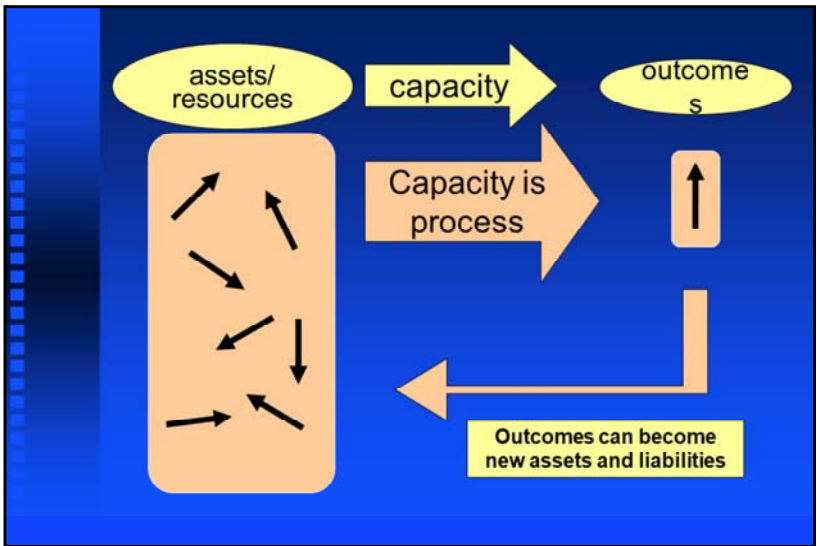 assets/
resources
capacity
outcome
s
Capacity is
process
Outcomes can become
new assets and liabilities